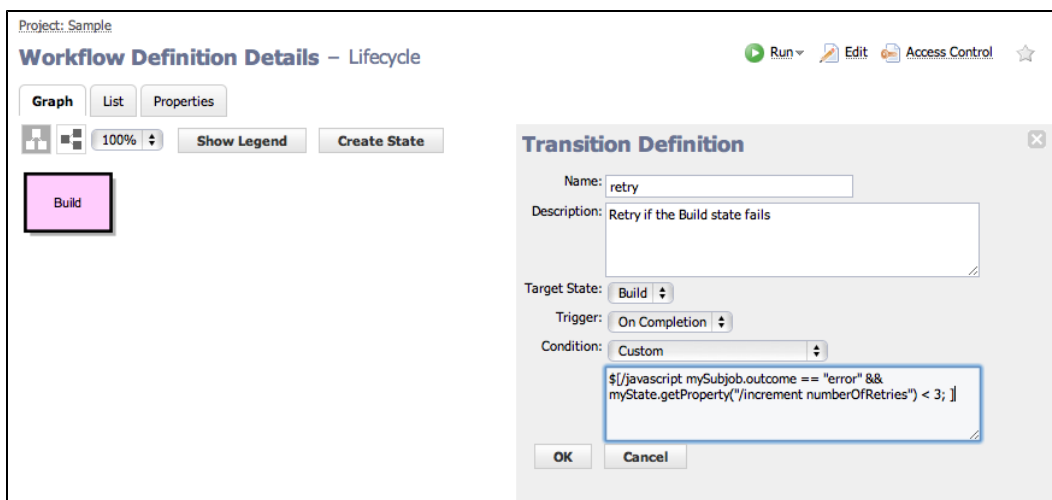 Project: Sample
Workflow Definition Details – Lifecycle
Run Edit Access Control
Graph List Properties
100% Show Legend Create State
Build
Transition Definition
Name: retry
Description: Retry if the Build state fails
Target State: Build
Trigger: On Completion
Condition: Custom
$[/javascript mySubjob.outcome == "error" &&
myState.getProperty("/increment numberOfRetries") < 3; ]
OK Cancel